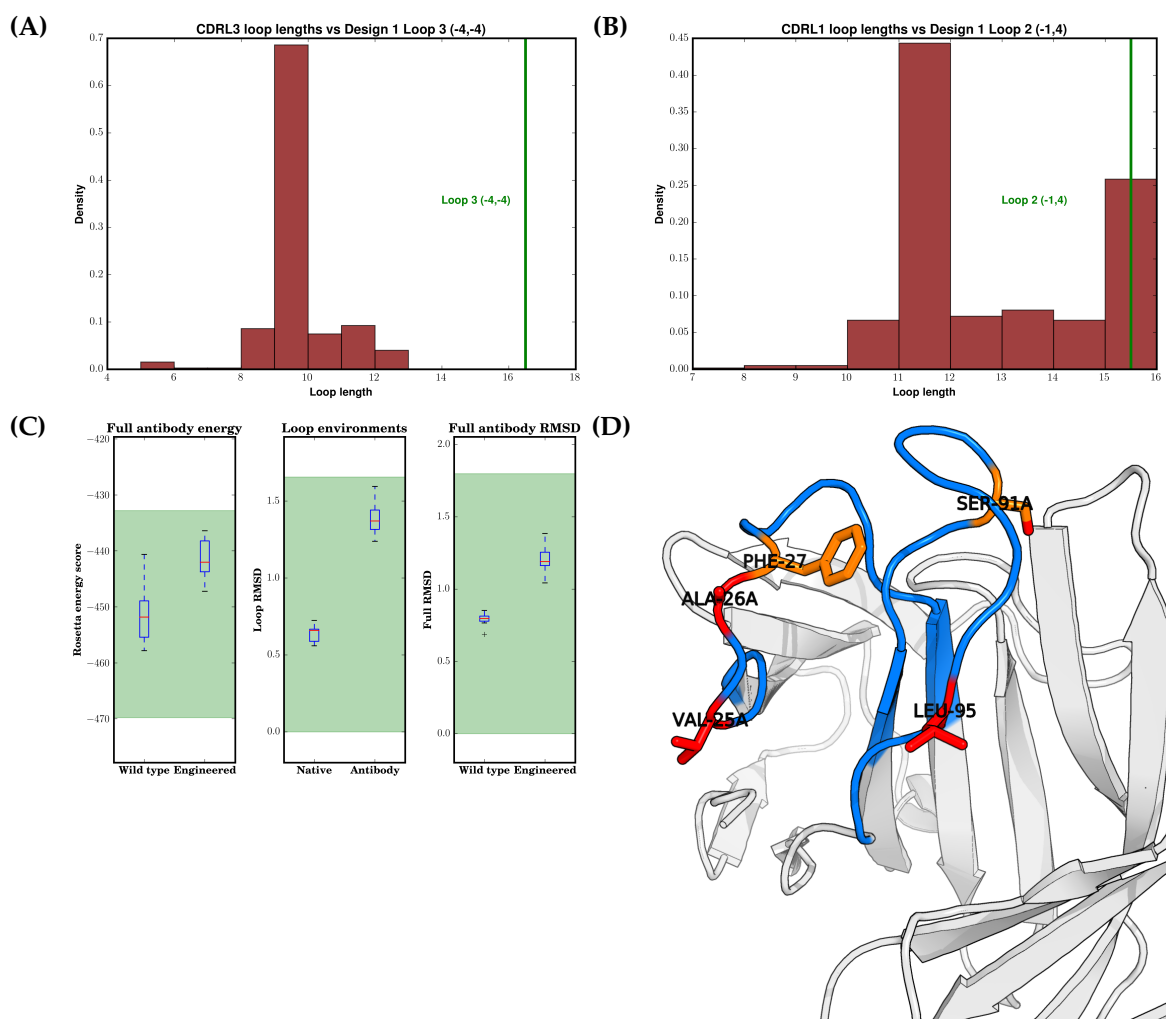 (A)
CDRL3 loop lengths vs Design 1 Loop 3 (-4,-4)
0.7
0.6
0.5
0.4
0.3
0.2
0.1
0.0
Density
Loop 3 (-4,-4)
4 6 8 10 12 14 16 18
Loop length
(B)
CDRL1 loop lengths vs Design 1 Loop 2 (-1,4)
0.45
0.40
0.35
0.30
0.25
0.20
0.15
0.10
0.05
0.00
Density
Loop 2 (-1,4)
7 8 9 10 11 12 13 14 15 16
Loop length
(C)
Full antibody energy
−420
−430
−440
−450
−460
−470
Rosetta energy score
Wild type Engineered
Loop environments
1.5
1.0
0.5
0.0
Loop RMSD
Native Antibody
Full antibody RMSD
2.0
1.5
1.0
0.5
0.0
Full RMSD
Wild type Engineered
(D)
SER-91A
PHE-27
ALA-26A
VAL-25A
LEU-95